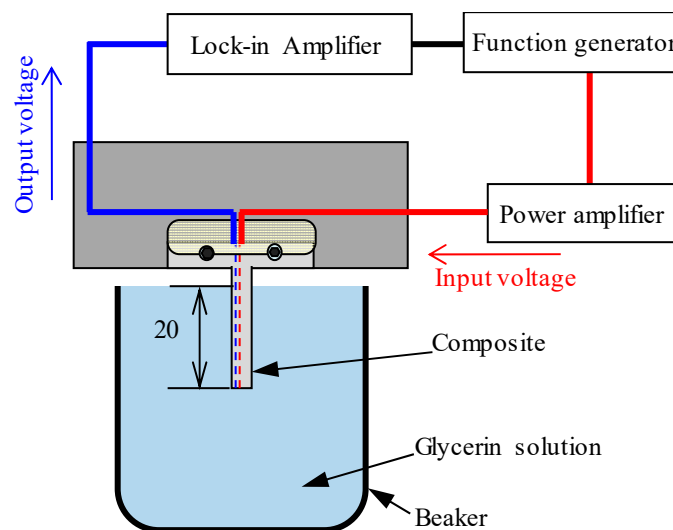 Lock-in Amplifier
Function generator
Output voltage
Power amplifier
Input voltage
20
Composite
Glycerin solution
Beaker